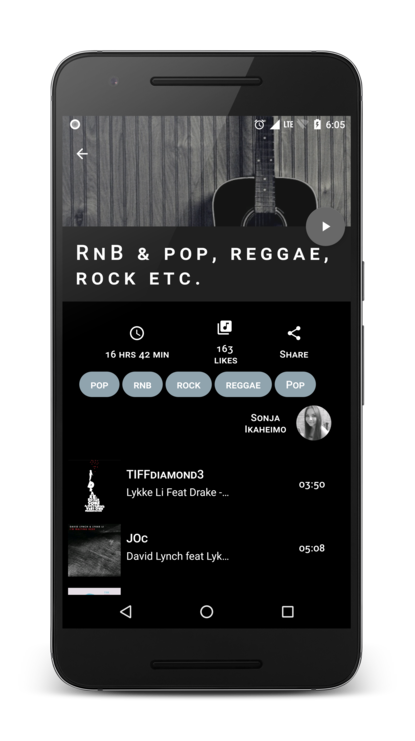 LTE 6:05
RnB & pop, reggae,
rock etc.
16 hrs 42 min
163
likes
Share
pop rnb rock reggae Pop
Sonja
Ikaheimo
TIFFdiamond3
Lykke Li Feat Drake -...
03:50
JOc
David Lynch feat Lyk...
05:08